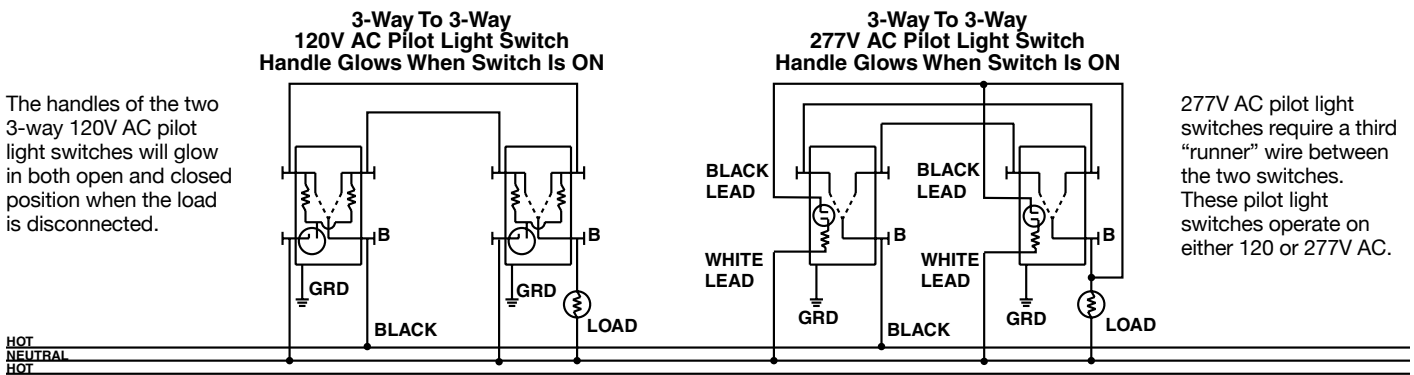 3-Way To 3-Way
120V AC Pilot Light Switch
Handle Glows When Switch Is ON
The handles of the two
3-way 120V AC pilot
light switches will glow
in both open and closed
position when the load
is disconnected.
B
B
GRD
GRD
BLACK
LOAD
3-Way To 3-Way
277V AC Pilot Light Switch
Handle Glows When Switch Is ON
BLACK
LEAD
BLACK
LEAD
B
B
WHITE
LEAD
WHITE
LEAD
GRD
GRD
BLACK
LOAD
277V AC pilot light
switches require a third
“runner” wire between
the two switches.
These pilot light
switches operate on
either 120 or 277V AC.
HOT
NEUTRAL
HOT